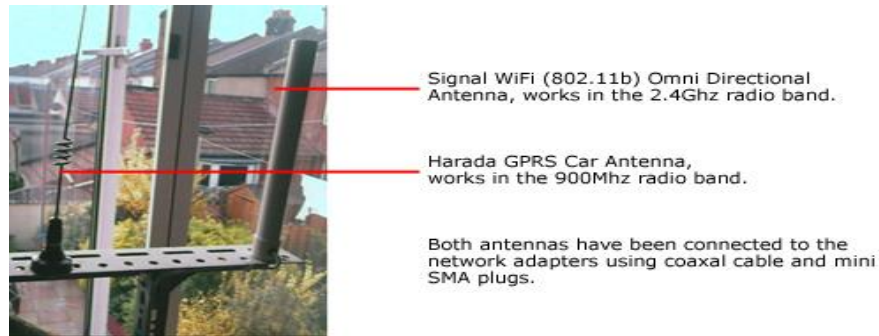 Signal WiFi (802.11b) Omni Directional
Antenna, works in the 2.4Ghz radio band.
Harada GPRS Car Antenna,
works in the 900Mhz radio band.
Both antennas have been connected to the
network adapters using coaxal cable and mini
SMA plugs.